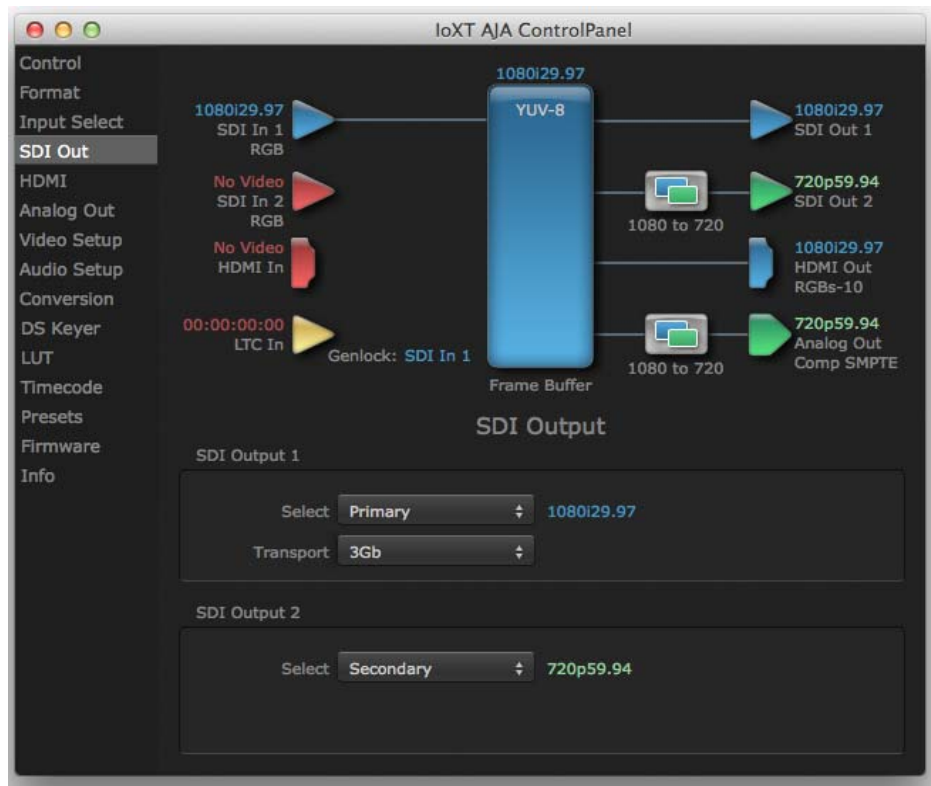 IoXT AJA ControlPanel
Control
Format
Input Select
SDI Out
HDMI
Analog Out
Video Setup
Audio Setup
Conversion
DS Keyer
LUT
Timecode
Presets
Firmware
Info
1080i29.97
YUV-8
1080i29.97
SDI In 1
RGB
No Video
SDI In 2
RGB
No Video
HDMI In
00:00:00:00
LTC In
Genlock: SDI In 1
Frame Buffer
1080i29.97
SDI Out 1
1080 to 720
720p59.94
SDI Out 2
1080i29.97
HDMI Out
RGBs-10
1080 to 720
720p59.94
Analog Out
Comp SMPTE
SDI Output
SDI Output 1
Select Primary 1080i29.97
Transport 3Gb
SDI Output 2
Select Secondary 720p59.94